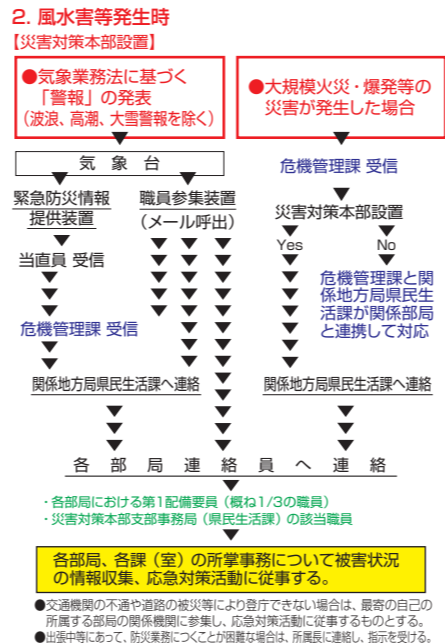 2. 風水害等発生時
【災害対策本部設置】
●気象業務法に基づく
「警報」の発表
(波浪、高潮、大雪警報を除く)
●大規模火災・爆発等の
災害が発生した場合
気象台
緊急防災情報
提供装置
当直員 受信
危機管理課 受信
職員参集装置
(メール呼出)
関係地方局県民生活課へ連絡
危機管理課 受信
災害対策本部設置
Yes
No
危機管理課と関
係地方局県民生
活課が関係部局
と連携して対応
関係地方局県民生活課へ連絡
各部局連絡員へ連絡
・各部局における第1配備要員(概ね1/3の職員)
・災害対策本部支部事務局(県民生活課)の該当職員
各部局、各課(室)の所掌事務について被害状況
の情報収集、応急対策活動に従事する。
●交通機関の不通や道路の被災等により登庁できない場合は、最寄の自己の
所属する部局の関係機関に参集し、応急対策活動に従事するものとする。
●出張中等にあって、防災業務につくことが困難な場合は、所属長に連絡し、指示を受ける。